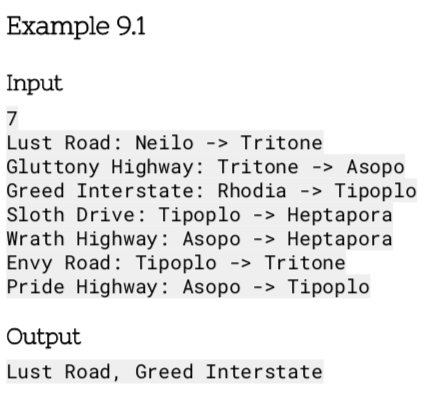 Example 9.1
Input
7
Lust Road: Neilo -> Tritone
Gluttony Highway: Tritone -> Asopo
Greed Interstate: Rhodia -> Tipoplo
Sloth Drive: Tipoplo -> Heptapora
Wrath Highway: Asopo -> Heptapora
Envy Road: Tipoplo -> Tritone
Pride Highway: Asopo -> Tipoplo
Output
Lust Road, Greed Interstate